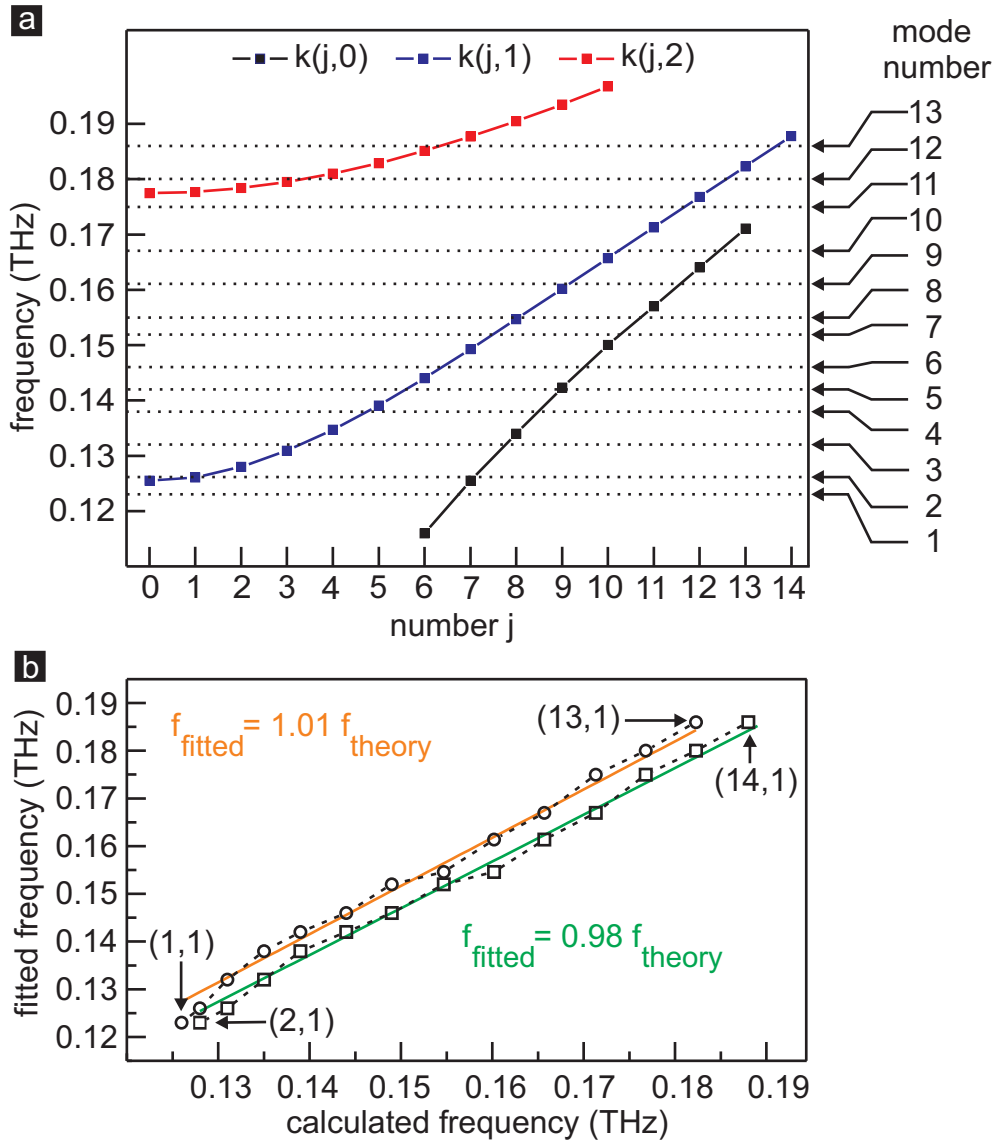 a
k(j,0) k(j,1) k(j,2)
mode
number
frequency (THz)
0.19
0.18
0.17
0.16
0.15
0.14
0.13
0.12
13
12
11
10
9
8
7
6
5
4
3
2
1
0 1 2 3 4 5 6 7 8 9 10 11 12 13 14
number j
b
fitted frequency (THz)
0.19
0.18
0.17
0.16
0.15
0.14
0.13
0.12
f fitted = 1.01 f theory
(13,1)
(14,1)
(1,1)
f fitted = 0.98 f theory
(2,1)
0.13 0.14 0.15 0.16 0.17 0.18 0.19
calculated frequency (THz)